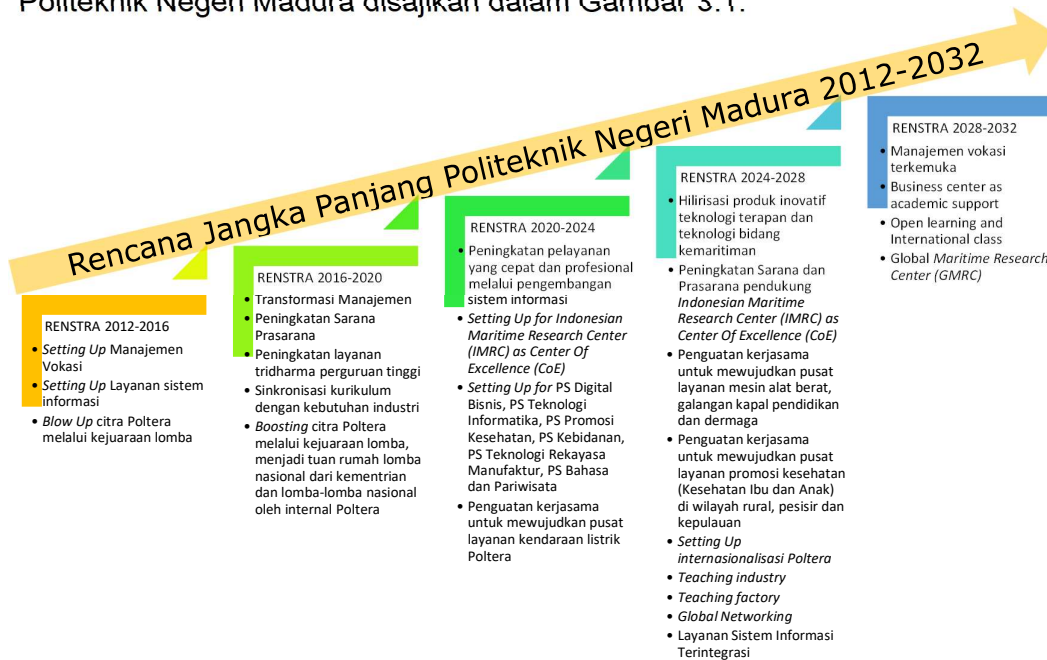 Politeknik Negeri Madura disajikan dalam Gambar 3.1.
Rencana Jangka Panjang Politeknik Negeri Madura 2012-2032
RENSTRA 2012-2016
• Setting Up Manajemen
Vokasi
• Setting Up Layanan sistem
informasi
• Blow Up citra Poltera
melalui kejuaraan lomba
RENSTRA 2016-2020
• Transformasi Manajemen
• Peningkatan Sarana
Prasarana
• Peningkatan layanan
tridharma perguruan tinggi
• Sinkronisasi kurikulum
dengan kebutuhan industri
• Boosting citra Poltera
melalui kejuaraan lomba,
menjadi tuan rumah lomba
nasional dari kementrian
dan lomba-lomba nasional
oleh internal Poltera
RENSTRA 2020-2024
• Peningkatan pelayanan
yang cepat dan profesional
melalui pengembangan
sistem informasi
• Setting Up for Indonesian
Maritime Research Center
(IMRC) as Center Of
Excellence (CoE)
• Setting Up for PS Digital
Bisnis, PS Teknologi
Informatika, PS Promosi
Kesehatan, PS Kebidanan,
PS Teknologi Rekayasa
Manufaktur, PS Bahasa
dan Pariwisata
• Penguatan kerjasama
untuk mewujudkan pusat
layanan kendaraan listrik
Poltera
RENSTRA 2024-2028
• Hilirisasi produk inovatif
teknologi terapan dan
teknologi bidang
kemaritiman
• Peningkatan Sarana dan
Prasarana pendukung
Indonesian Maritime
Research Center (IMRC) as
Center Of Excellence (CoE)
• Penguatan kerjasama
untuk mewujudkan pusat
layanan mesin alat berat,
galangan kapal pendidikan
dan dermaga
• Penguatan kerjasama
untuk mewujudkan pusat
layanan promosi kesehatan
(Kesehatan Ibu dan Anak)
di wilayah rural, pesisir dan
kepulauan
• Setting Up
internasionalisasi Poltera
• Teaching industry
• Teaching factory
• Global Networking
• Layanan Sistem Informasi
Terintegrasi
RENSTRA 2028-2032
• Manajemen vokasi
terkemuka
• Business center as
academic support
• Open learning and
International class
• Global Maritime Research
Center (GMRC)